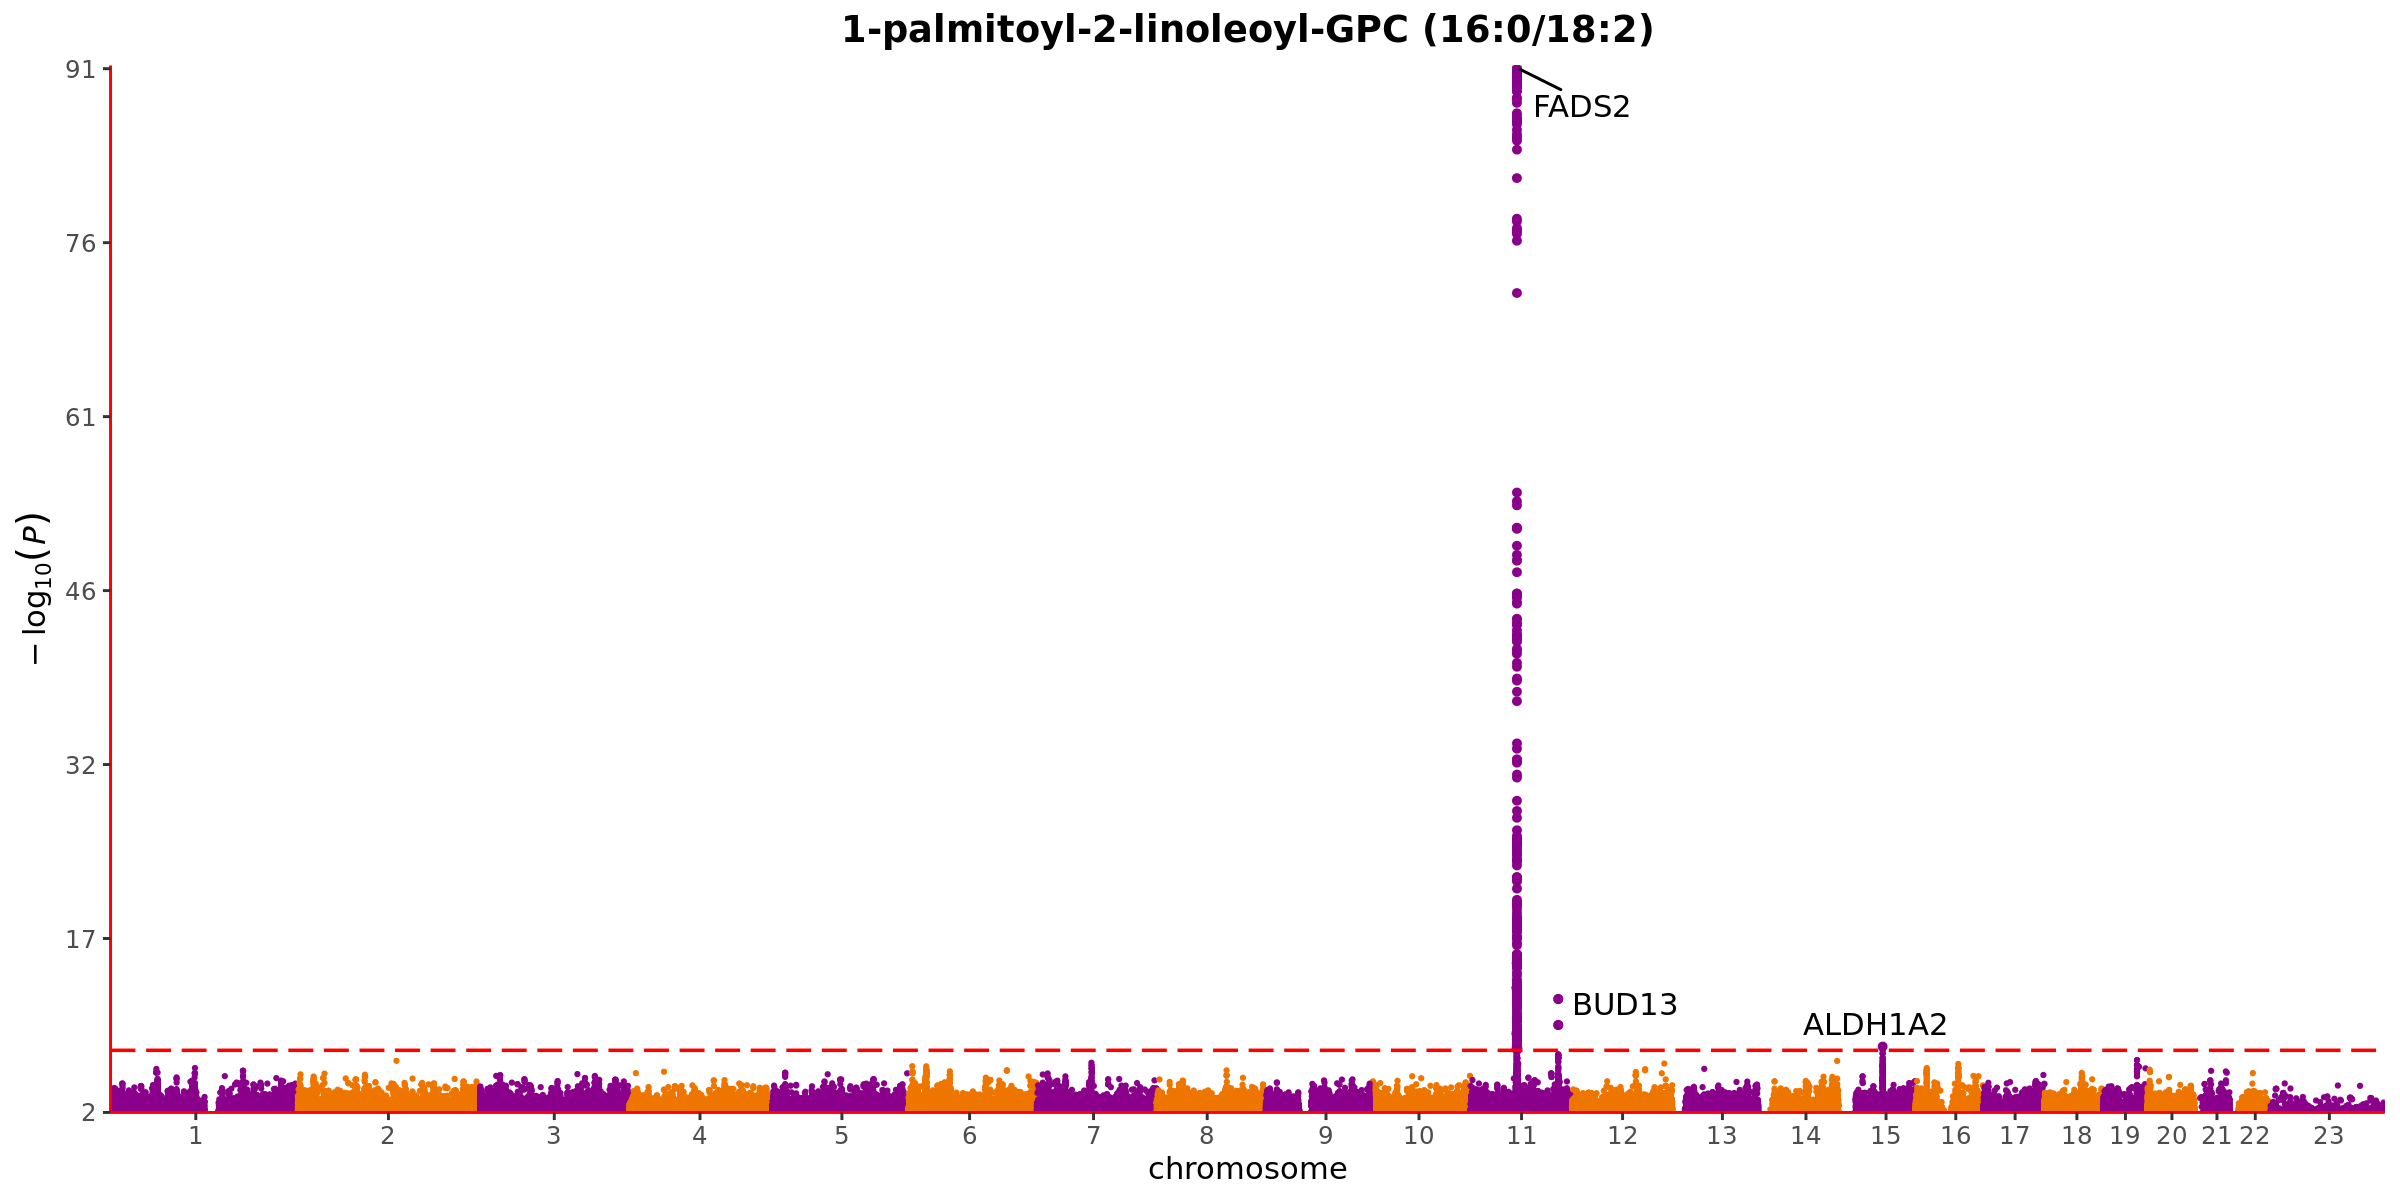 1-palmitoyl-2-linoleoyl-GPC (16:0/18:2)
91
76
61
46
32
17
2
− log10(P)
FADS2
BUD13
ALDH1A2
1 2 3 4 5 6 7 8 9 10 11 12 13 14 15 16 17 18 19 20 21 22 23
chromosome